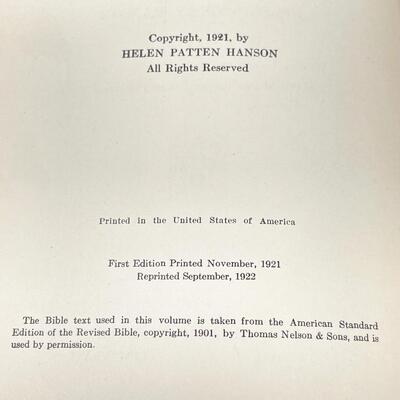 Copyright, 1921, by
HELEN PATTEN HANSON
All Rights Reserved
Printed in the United States of America
First Edition Printed November, 1921
Reprinted September, 1922
The Bible text used in this volume is taken from the American Standard
Edition of the Revised Bible, copyright, 1901, by Thomas Nelson & Sons, and is
used by permission.